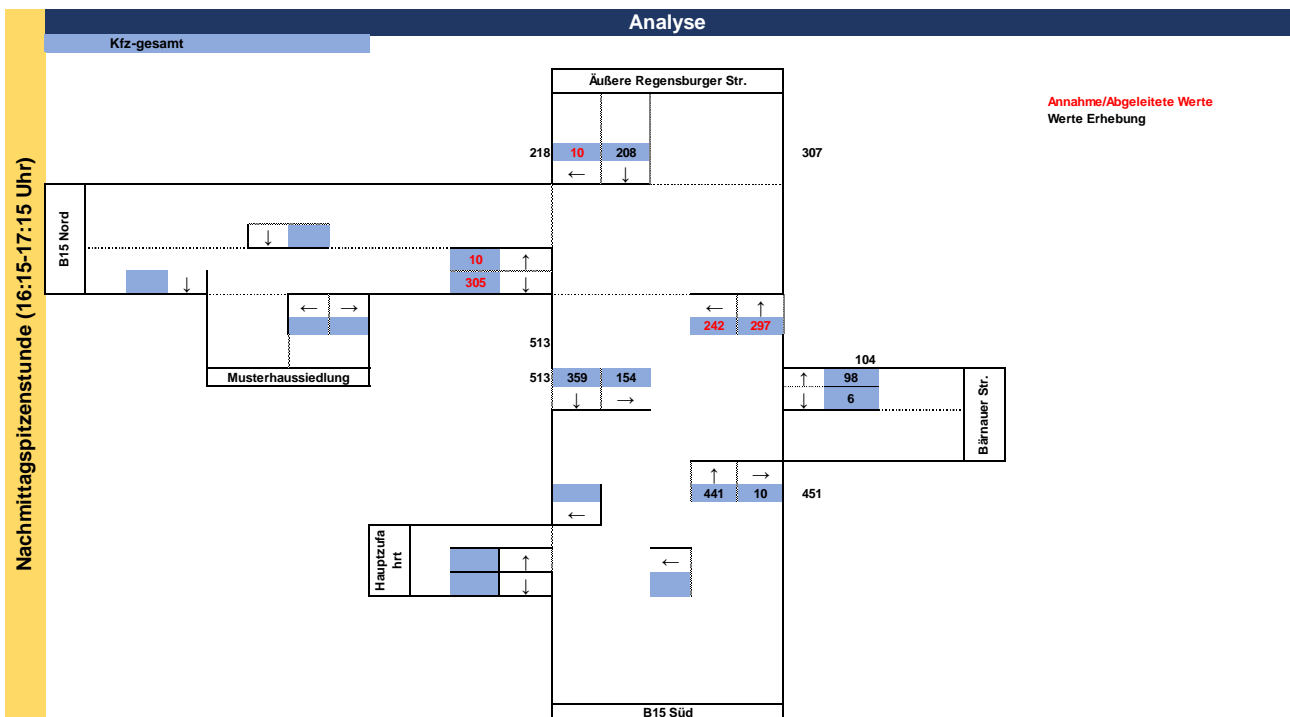 Analyse
Kfz-gesamt
Äußere Regensburger Str.
Annahme/Abgeleitete Werte
Werte Erhebung
Nachmittagspitzenstunde (16:15-17:15 Uhr)
218 10 208 307
← ↓
B15 Nord
↓
10 ↑
305 ↓
↓
← →
← ↑
242 297
513
104
Musterhaussiedlung
513 359 154
↑ 98
↓ →
↓ 6
Bärnauer Str.
↑ →
441 10 451
←
Hauptzufa
hrt
↑
←
↓
B15 Süd